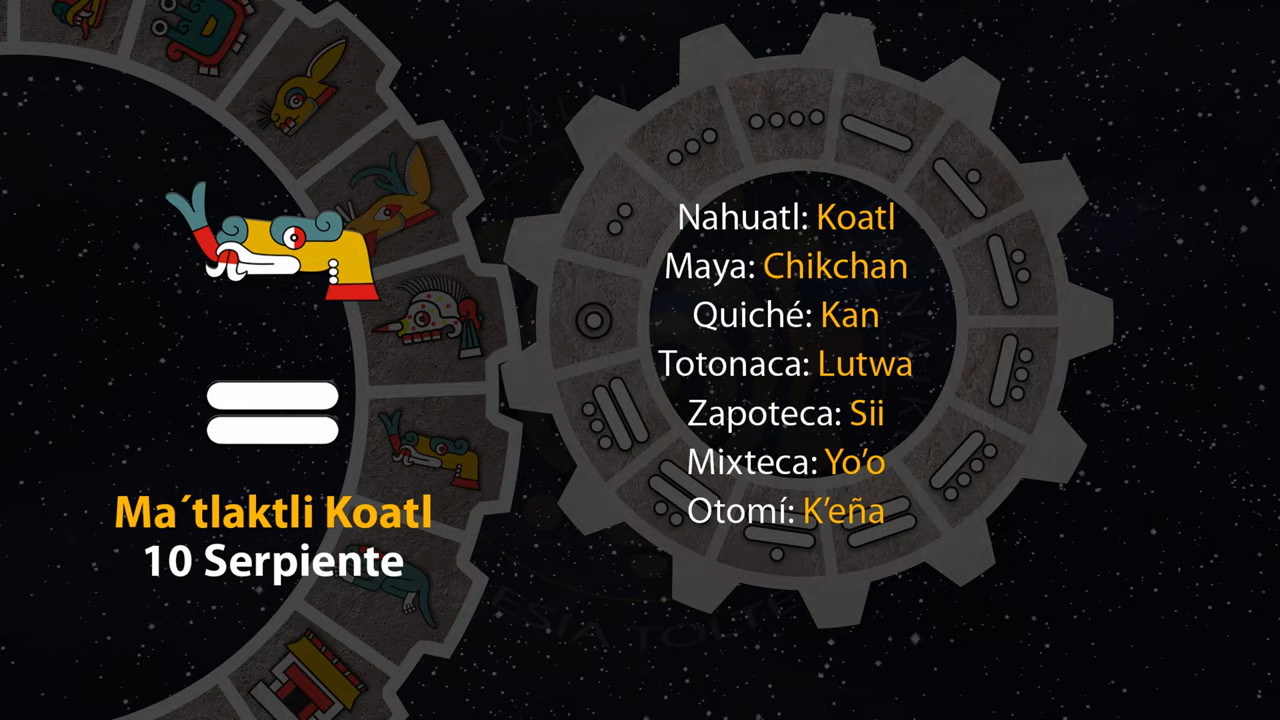 Ma´tlaktli Koatl
10 Serpiente
Nahuatl: Koatl
Maya: Chikchan
Quiché: Kan
Totonaca: Lutwa
Zapoteca: Sii
Mixteca: Yo’o
Otomí: K’eña